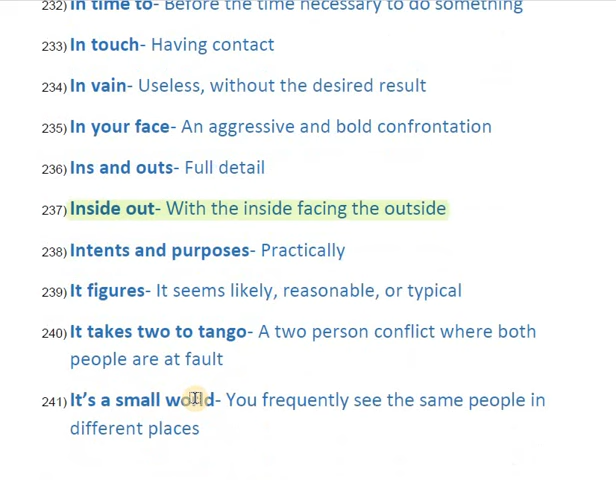 232) In time to- Before the time necessary to do something
233) In touch- Having contact
234) In vain- Useless, without the desired result
235) In your face- An aggressive and bold confrontation
236) Ins and outs- Full detail
237) Inside out- With the inside facing the outside
238) Intents and purposes- Practically
239) It figures- It seems likely, reasonable, or typical
240) It takes two to tango- A two person conflict where both
people are at fault
241) It’s a small world- You frequently see the same people in
different places